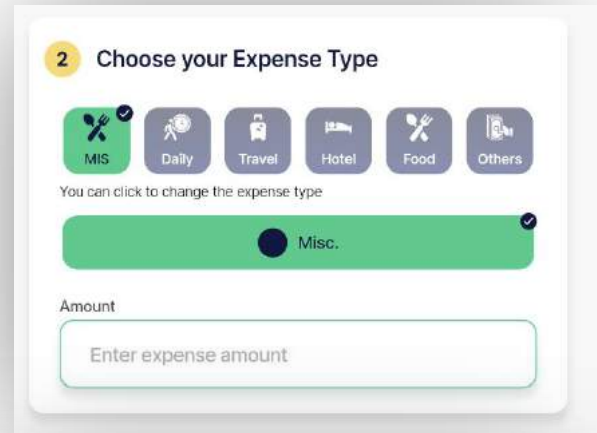 2 Choose your Expense Type
MIS Daily Travel Hotel Food Others
You can click to change the expense type
Misc.
Amount
Enter expense amount